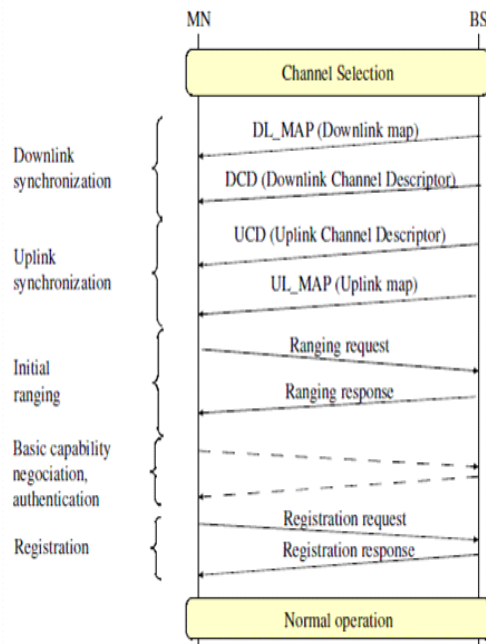 MN
BS
Channel Selection
Downlink
synchronization
DL_MAP (Downlink map)
DCD (Downlink Channel Descriptor)
Uplink
synchronization
UCD (Uplink Channel Descriptor)
UL_MAP (Uplink map)
Initial
ranging
Ranging request
Ranging response
Basic capability
negociation,
authentication
Registration
Registration request
Registration response
Normal operation